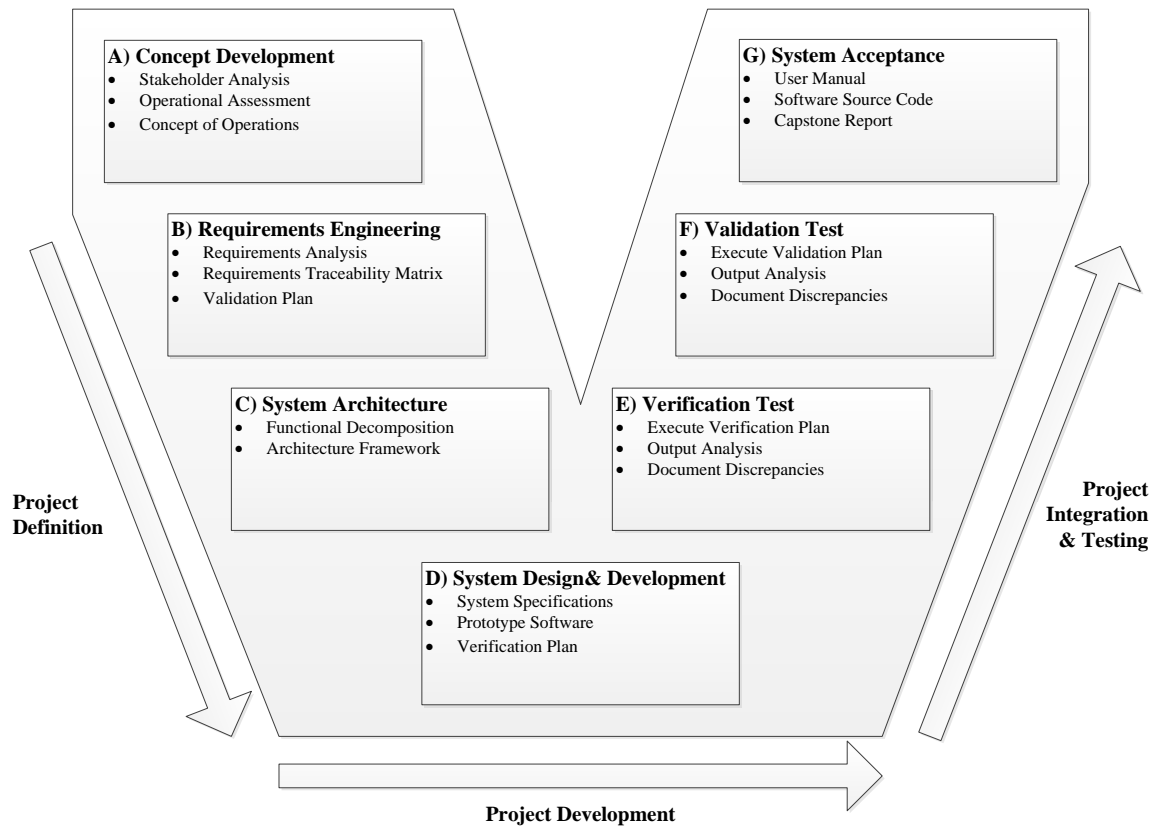 A) Concept Development
• Stakeholder Analysis
• Operational Assessment
• Concept of Operations
B) Requirements Engineering
• Requirements Analysis
• Requirements Traceability Matrix
• Validation Plan
C) System Architecture
• Functional Decomposition
• Architecture Framework
D) System Design& Development
• System Specifications
• Prototype Software
• Verification Plan
E) Verification Test
• Execute Verification Plan
• Output Analysis
• Document Discrepancies
F) Validation Test
• Execute Validation Plan
• Output Analysis
• Document Discrepancies
G) System Acceptance
• User Manual
• Software Source Code
• Capstone Report
Project
Definition
Project Development
Project
Integration
& Testing